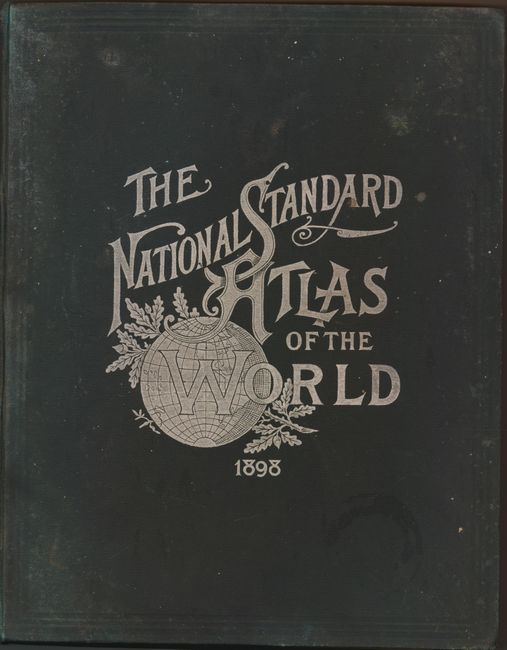 THE
NATIONAL STANDARD
ATLAS
OF THE
WORLD
1898